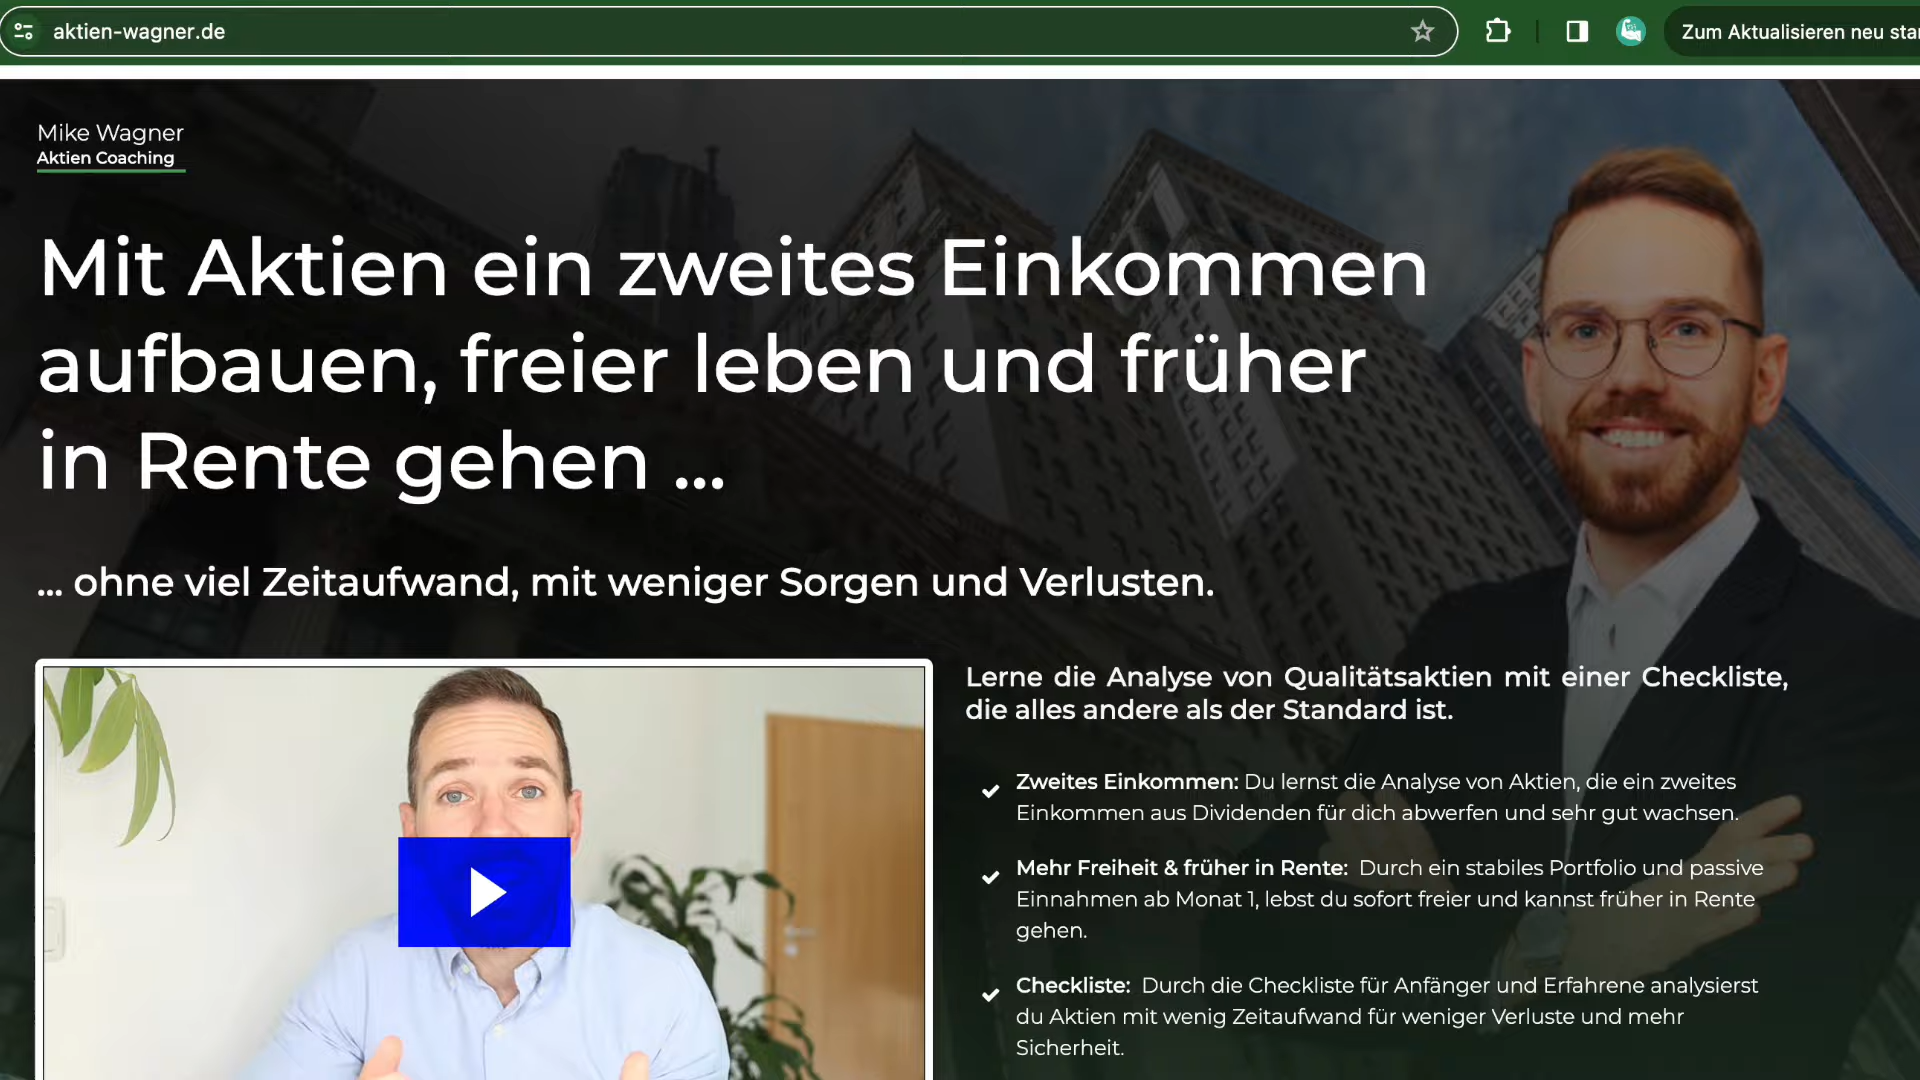 aktien-wagner.de
Zum Aktualisieren neu
Mike Wagner
Aktien Coaching
Mit Aktien ein zweites Einkommen
aufbauen, freier leben und früher
in Rente gehen ...
... ohne viel Zeitaufwand, mit weniger Sorgen und Verlusten.
Lerne die Analyse von Qualitätsaktien mit einer Checkliste,
die alles andere als der Standard ist.
Zweites Einkommen: Du lernst die Analyse von Aktien, die ein zweites
Einkommen aus Dividenden für dich abwerfen und sehr gut wachsen.
Mehr Freiheit & früher in Rente: Durch ein stabiles Portfolio und passive
Einnahmen ab Monat 1, lebst du sofort freier und kannst früher in Rente
gehen.
Checkliste: Durch die Checkliste für Anfänger und Erfahrene analysierst
du Aktien mit wenig Zeitaufwand für weniger Verluste und mehr
Sicherheit.